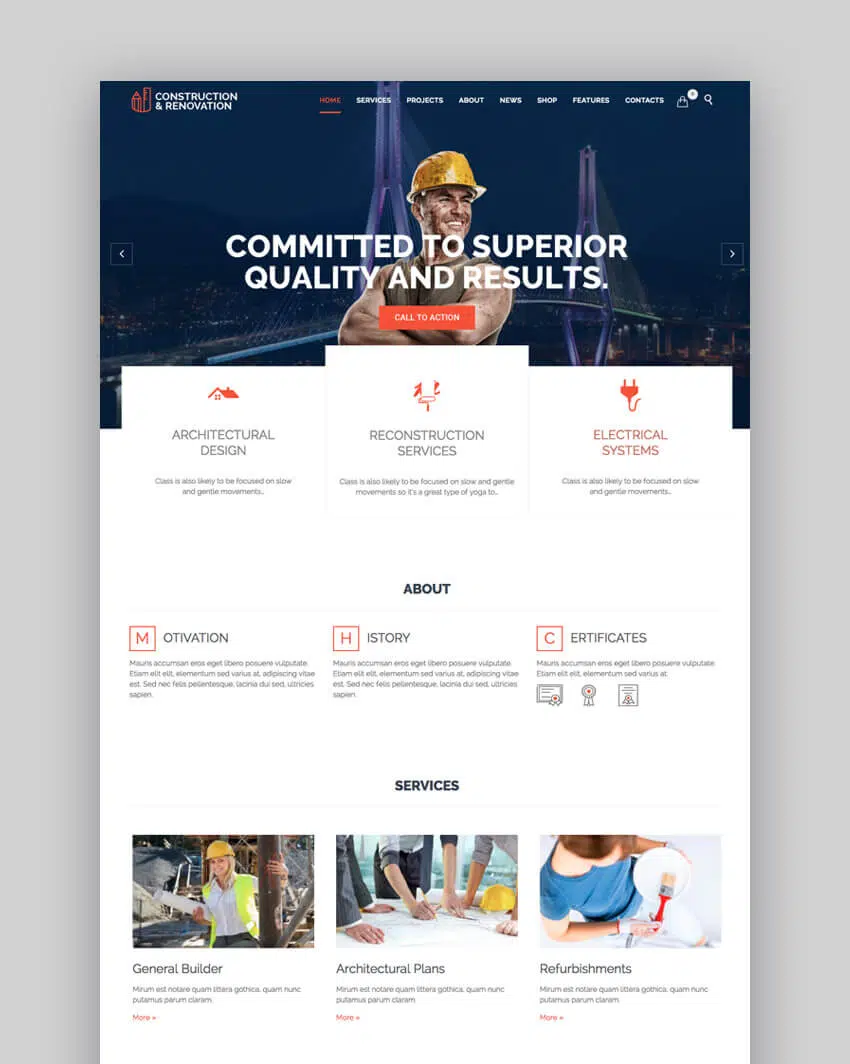 CONSTRUCTION
& RENOVATION
HOME SERVICES PROJECTS ABOUT NEWS SHOP FEATURES CONTACTS 0
COMMITTED TO SUPERIOR
QUALITY AND RESULTS.
CALL TO ACTION
ARCHITECTURAL
DESIGN
Class is also likely to be focused on slow
and gentle movements…
RECONSTRUCTION
SERVICES
Class is also likely to be focused on slow and gentle
movements so it's a great type of yoga to…
ELECTRICAL
SYSTEMS
Class is also likely to be focused on slow
and gentle movements…
ABOUT
M OTIVATION
Mauris accumsan eros eget libero posuere vulputate.
Etiam elit elit, elementum sed varius at, adipiscing vitae
est. Sed nec felis pellentesque, lacinia dui sed, ultricies
sapien.
H ISTORY
Mauris accumsan eros eget libero posuere vulputate.
Etiam elit elit, elementum sed varius at, adipiscing vitae
est. Sed nec felis pellentesque, lacinia dui sed, ultricies
sapien.
C ERTIFICATES
Mauris accumsan eros eget libero posuere vulputate.
Etiam elit elit, elementum sed varius at.
SERVICES
General Builder
Mirum est notare quam littera gothica, quam nunc
putamus parum claram.
More »
Architectural Plans
Mirum est notare quam littera gothica, quam nunc
putamus parum claram.
More »
Refurbishments
Mirum est notare quam littera gothica, quam nunc
putamus parum claram.
More »